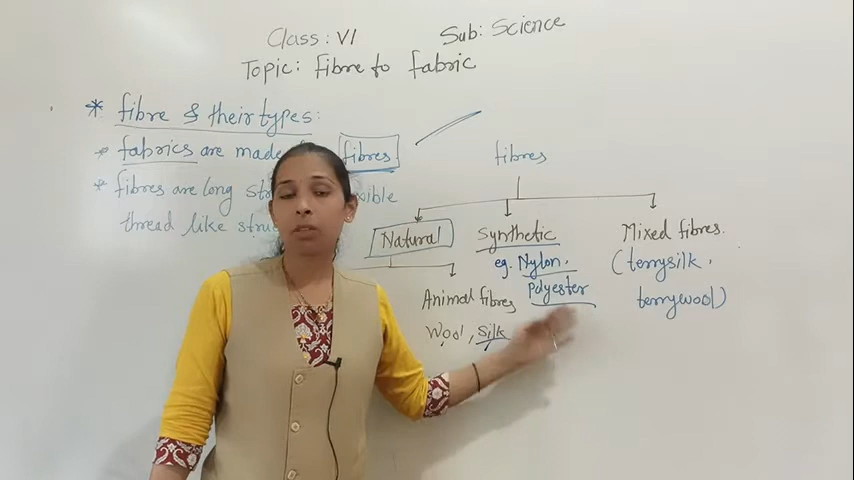 Class: VI Sub: Science
Topic: Fibre to fabric
* fibre & their types:
* fabrics are made fibres
* fibres are long
thread like
fibres
Natural Synthetic Mixed fibres.
eg. Nylon, (terrysilk,
Polyester terrywool)
Animal fibres
Wool, Silk